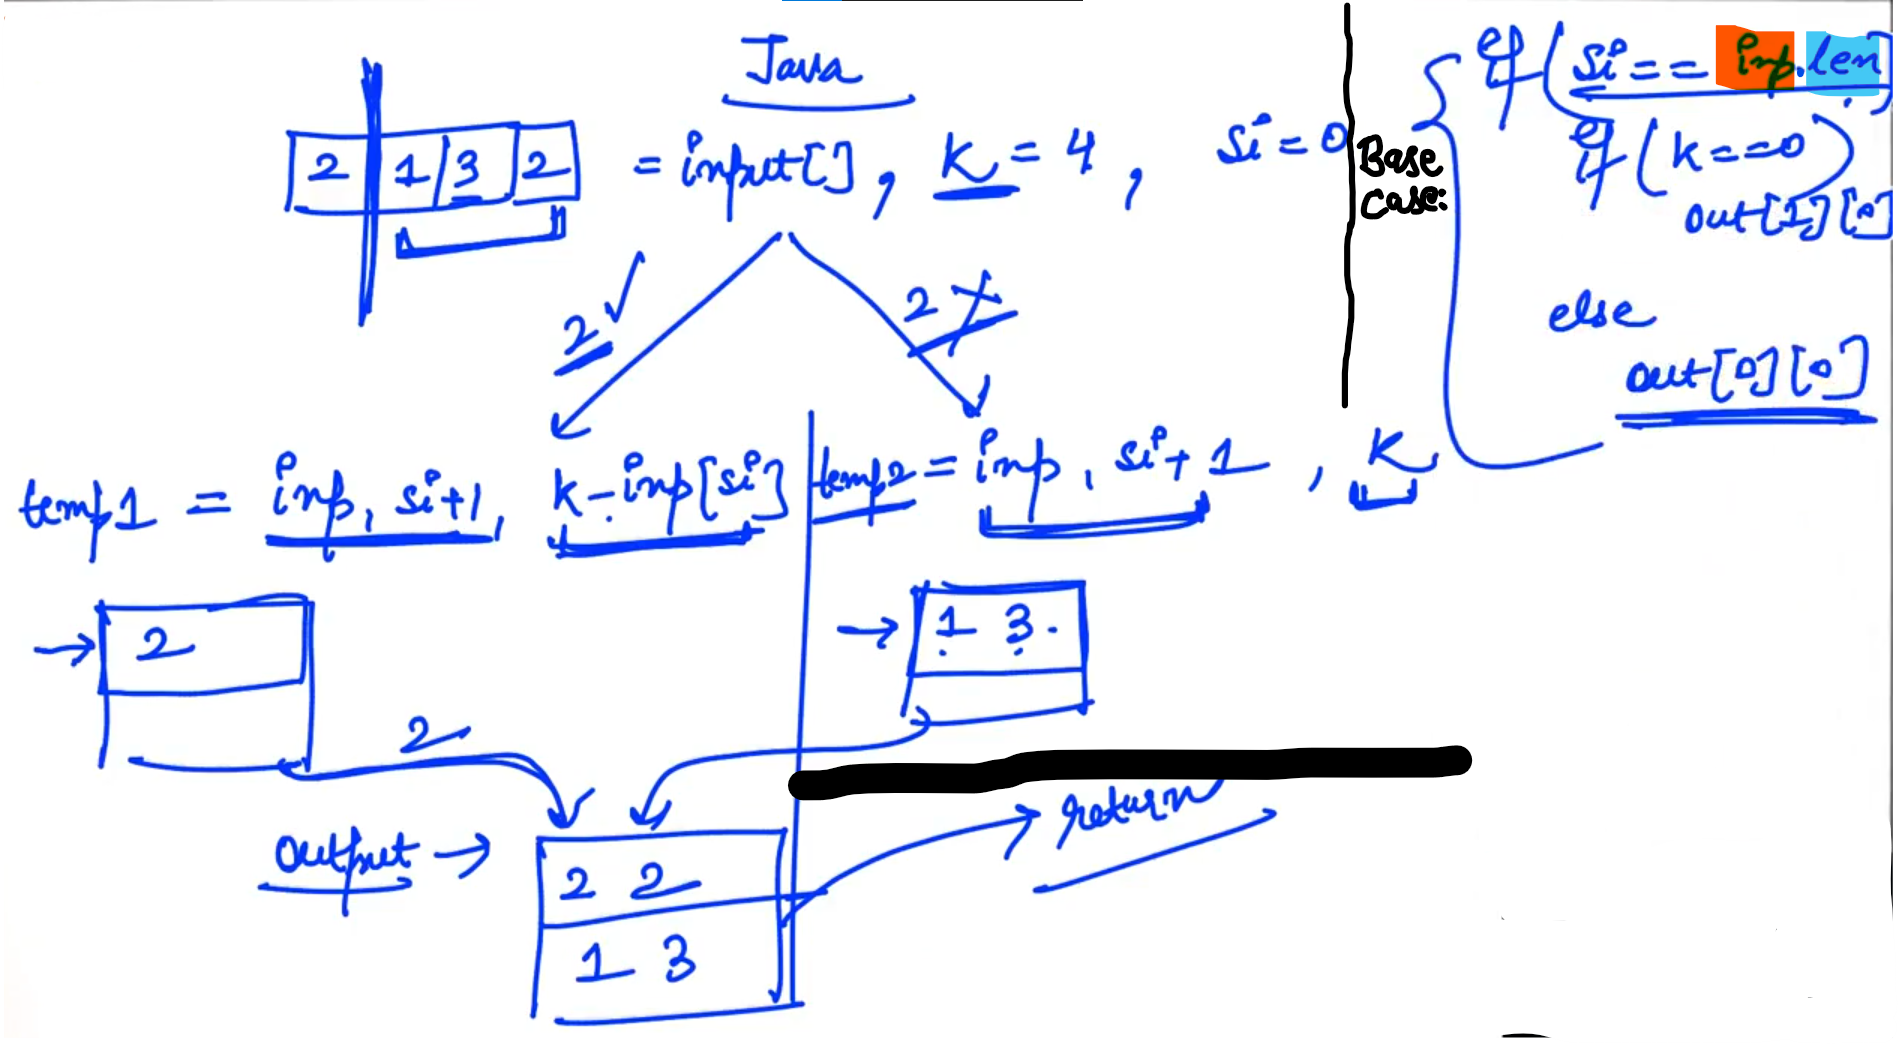 Java
2 1 3 2 = input[], k = 4, si = 0
2 2
temp1 = inp, si+1, k-inp[si]
temp2 = inp, si+1, k
2
1 3
2
output
2 2
1 3
return
Base
case:
if(si == inp.len)
if(k==0)
out[1][0]
else
out[0][0]